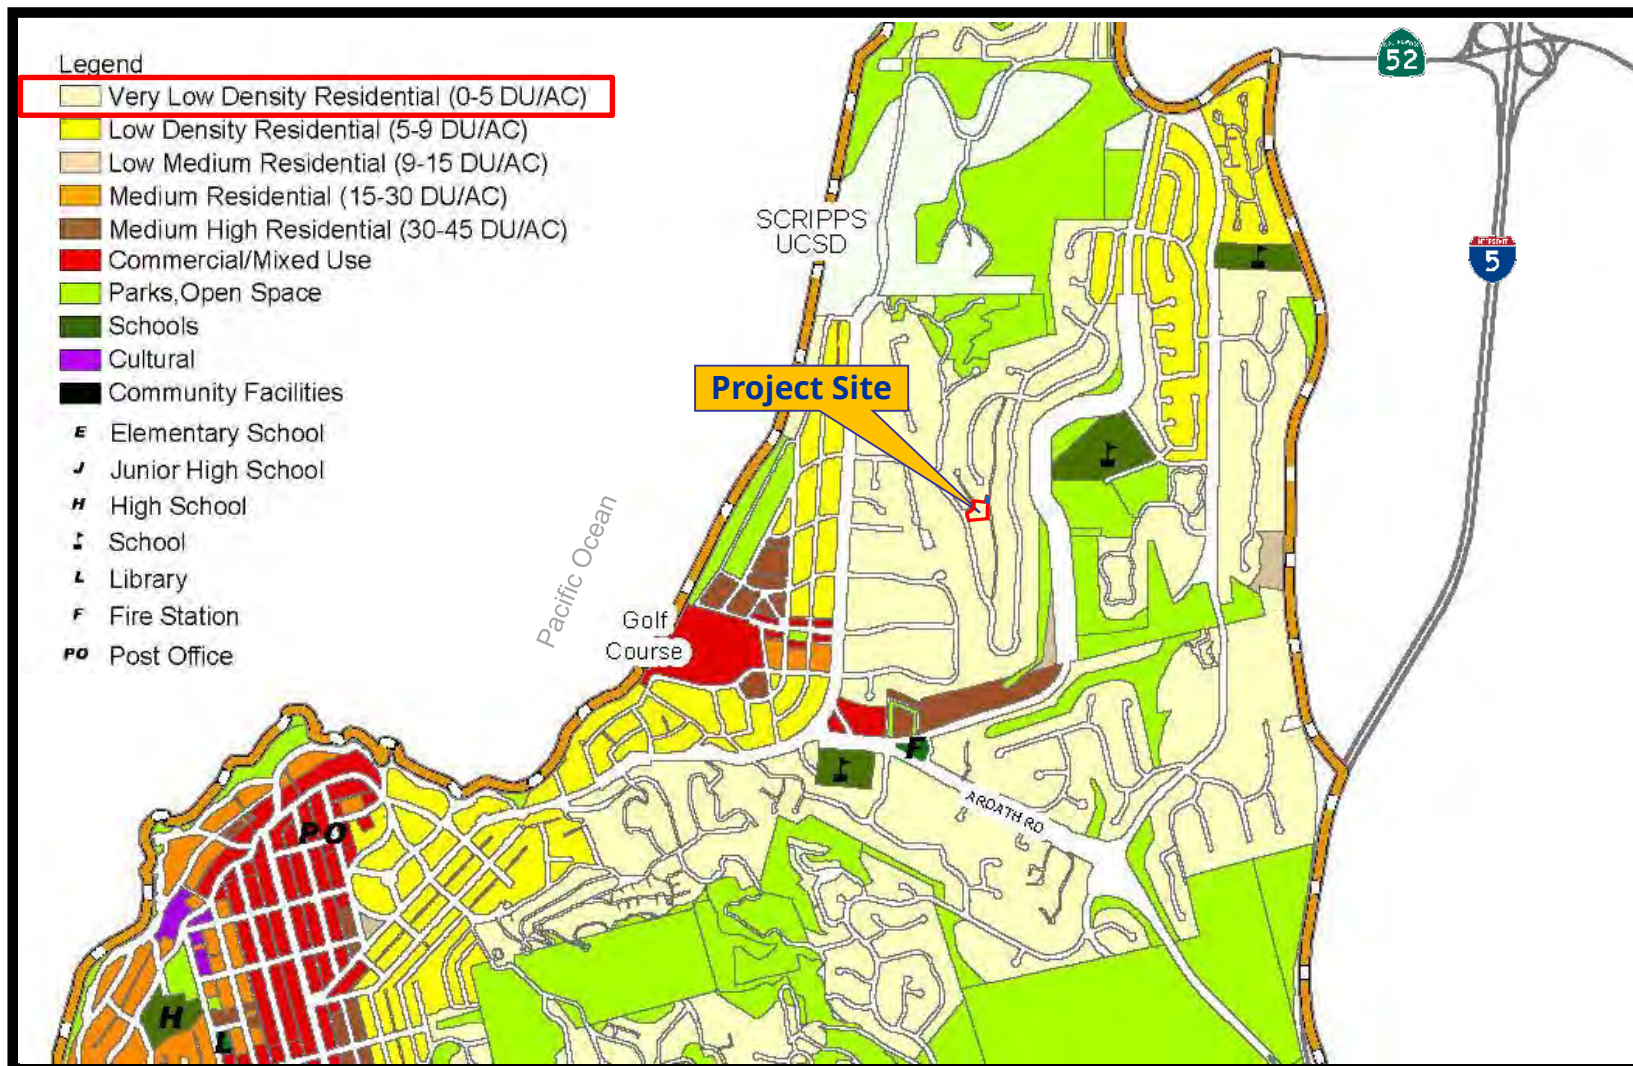 Legend
Very Low Density Residential (0-5 DU/AC)
Low Density Residential (5-9 DU/AC)
Low Medium Residential (9-15 DU/AC)
Medium Residential (15-30 DU/AC)
Medium High Residential (30-45 DU/AC)
Commercial/Mixed Use
Parks,Open Space
Schools
Cultural
Community Facilities
E Elementary School
J Junior High School
H High School
School
L Library
F Fire Station
PO Post Office
52
INTERSTATE
5
SCRIPPS
UCSD
Project Site
Pacific Ocean
Golf
Course
F
ARDATH RD
PO
H
L